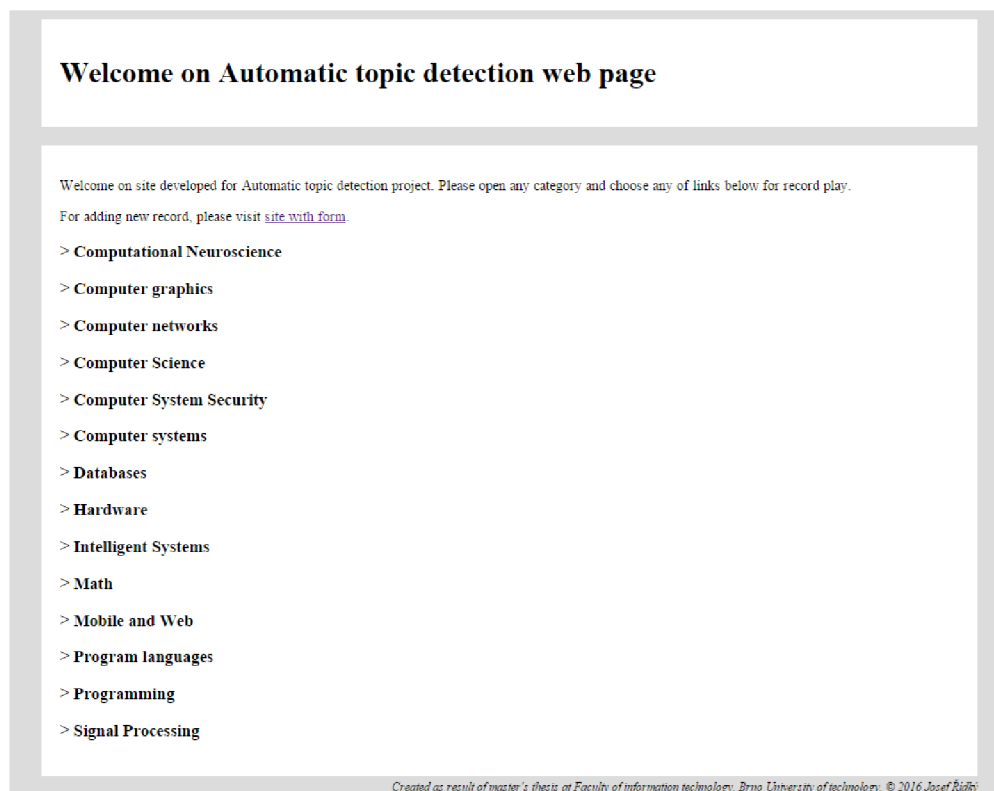 Welcome on Automatic topic detection web page
Welcome on site developed for Automatic topic detection project. Please open any category and choose any of links below for record play.
For adding new record, please visit site with form.
> Computational Neuroscience
> Computer graphics
> Computer networks
> Computer Science
> Computer System Security
> Computer systems
> Databases
> Hardware
> Intelligent Systems
> Math
> Mobile and Web
> Program languages
> Programming
> Signal Processing
Created as result of master's thesis at Faculty of information technology, Brno University of technology, © 2016 Josef Řídký